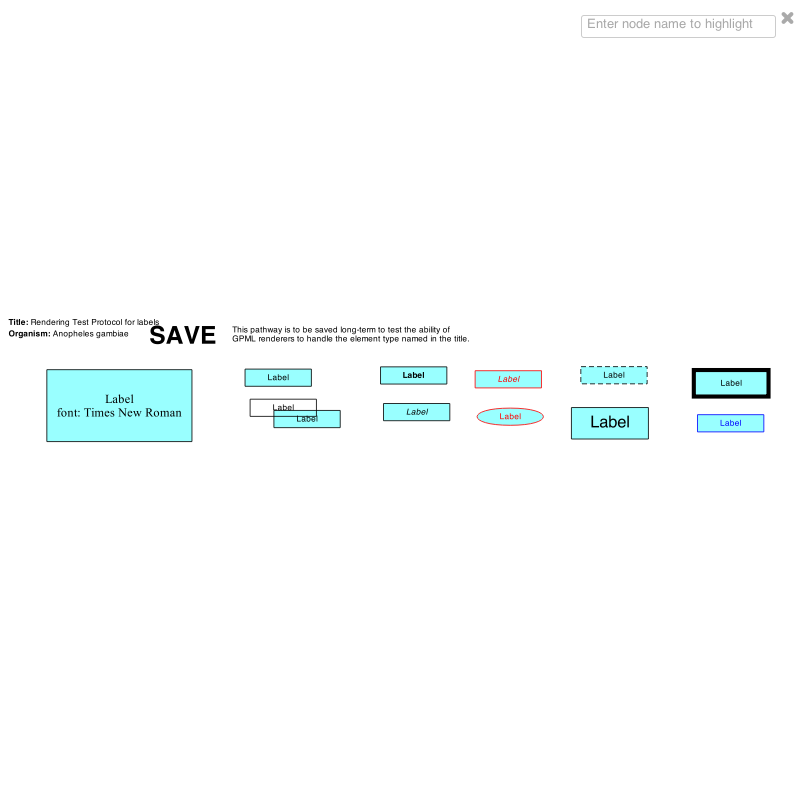 Enter node name to highlight
Title: Rendering Test Protocol for labels
Organism: Anopheles gambiae
SAVE
This pathway is to be saved long-term to test the ability of
GPML renderers to handle the element type named in the title.
Label
font: Times New Roman
Label
Label
Label
Label
Label
Label
Label
Label
Label
Label
Label